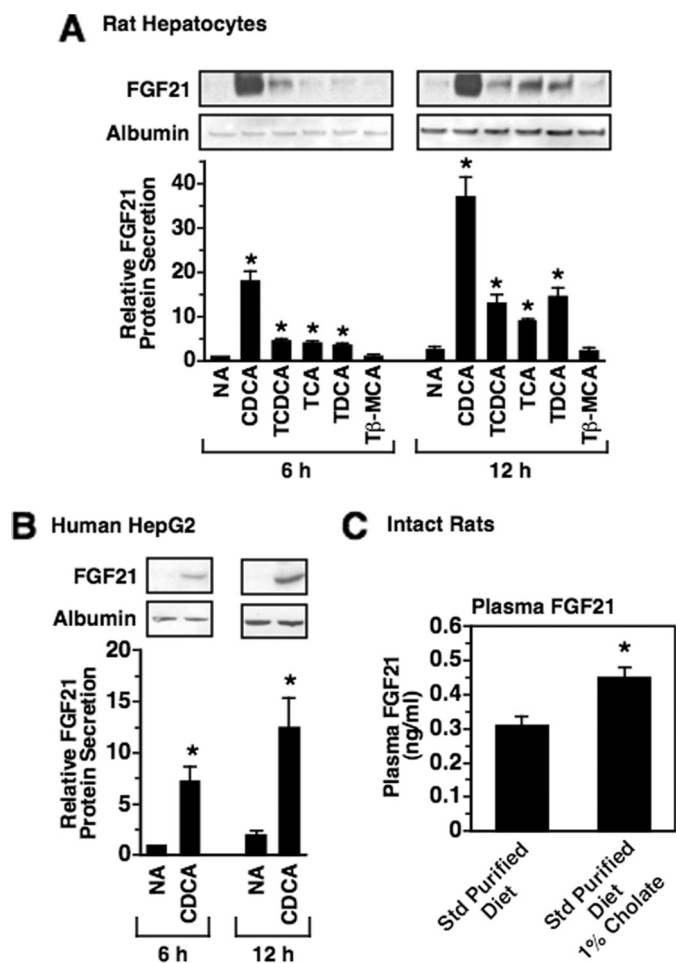 A Rat Hepatocytes
FGF21
Albumin
Relative FGF21
Protein Secretion
40
30
20
10
0
*
*
*
*
*
*
*
*
NA
CDCA
TCDCA
TCA
TDCA
Tβ-MCA
NA
CDCA
TCDCA
TCA
TDCA
Tβ-MCA
6 h
12 h
B Human HepG2
FGF21
Albumin
Relative FGF21
Protein Secretion
20
15
10
5
0
*
*
NA
CDCA
NA
CDCA
6 h
12 h
C Intact Rats
Plasma FGF21
Plasma FGF21
(ng/ml)
0.6
0.5
0.4
0.3
0.2
0.1
0
*
Std Purified
Diet
Std Purified
Diet
1% Cholate